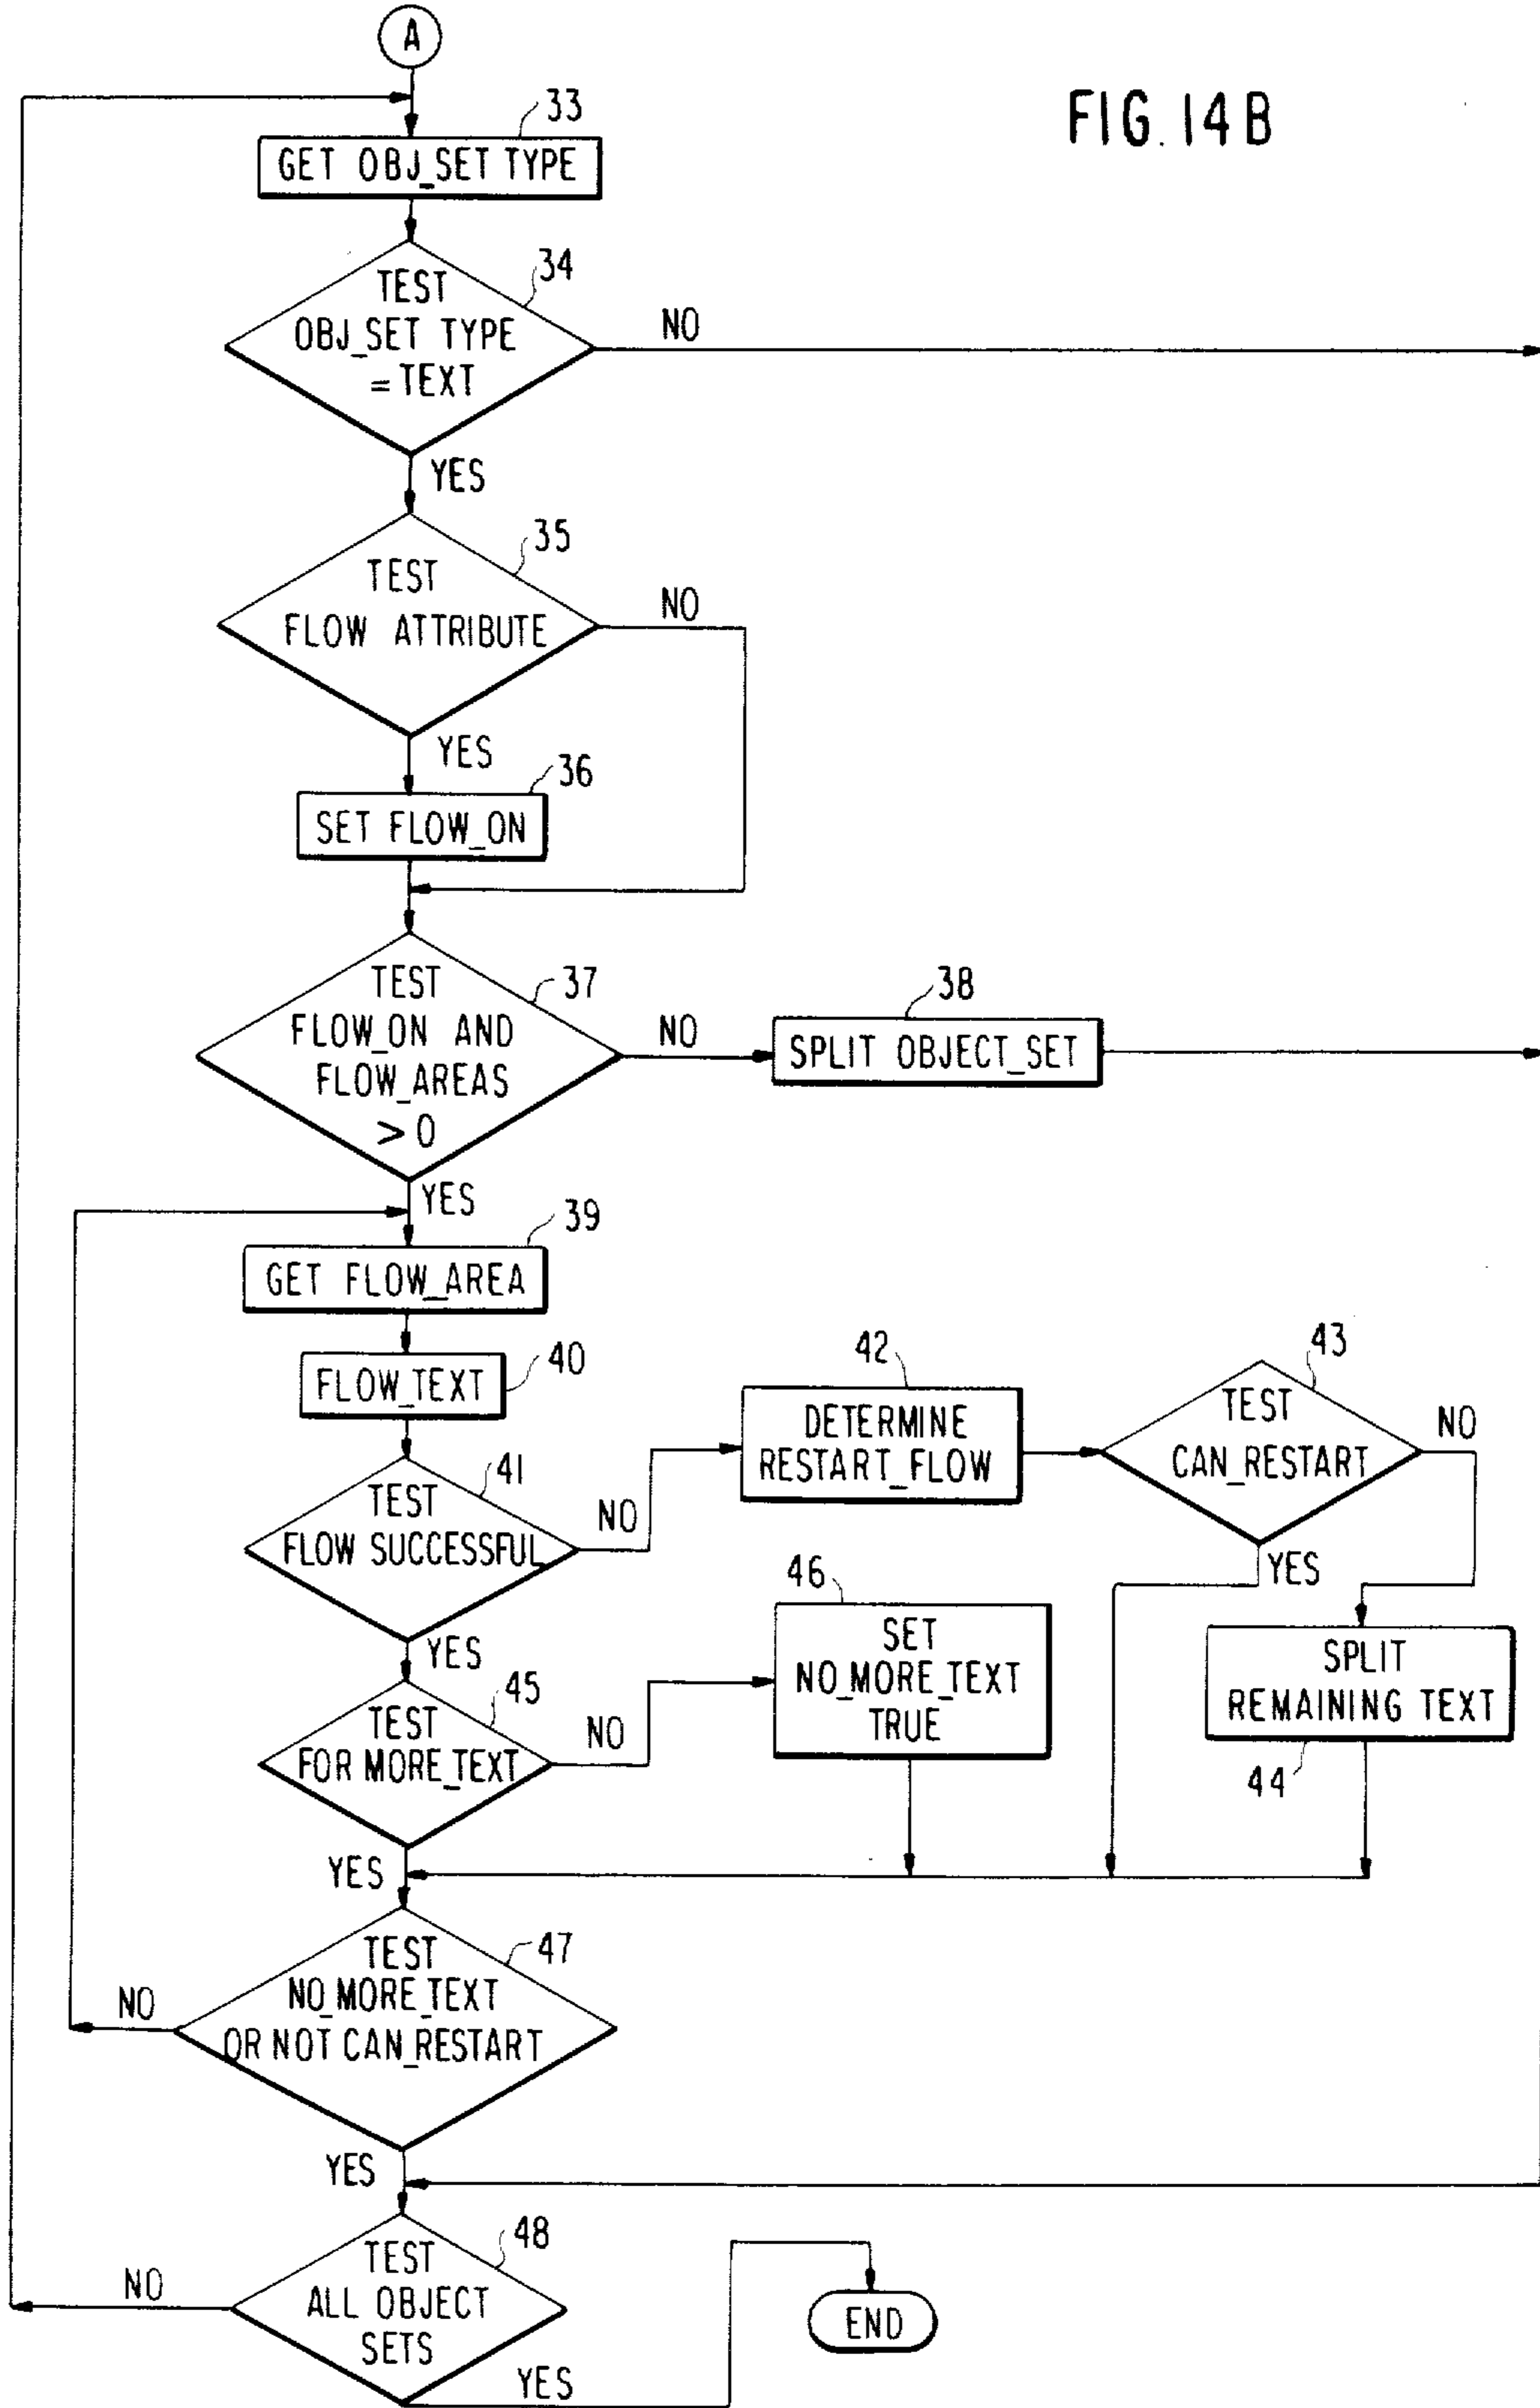 A
FIG. 14B
33
GET OBJ_SET TYPE
34
TEST
OBJ_SET TYPE
= TEXT
NO
YES
35
TEST
FLOW ATTRIBUTE
NO
YES
36
SET FLOW_ON
37
TEST
FLOW_ON AND
FLOW_AREAS
> 0
NO
38
SPLIT OBJECT_SET
YES
39
GET FLOW_AREA
40
FLOW_TEXT
41
TEST
FLOW SUCCESSFUL
NO
42
DETERMINE
RESTART_FLOW
43
TEST
CAN_RESTART
NO
YES
YES
44
SPLIT
REMAINING TEXT
45
TEST
FOR MORE_TEXT
NO
46
SET
NO_MORE_TEXT
TRUE
YES
47
TEST
NO_MORE_TEXT
OR NOT CAN_RESTART
NO
YES
48
TEST
ALL OBJECT
SETS
NO
YES
END